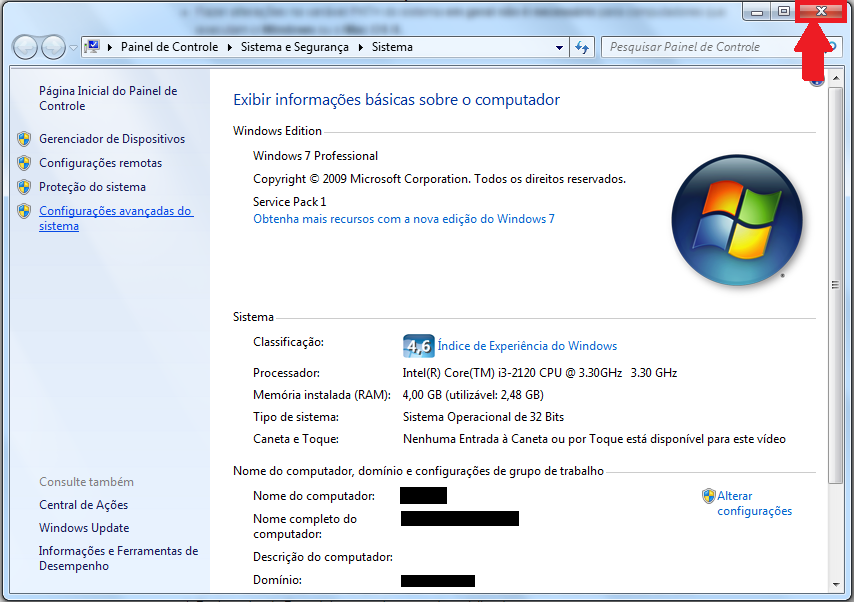 Painel de Controle
Sistema e Segurança
Sistema
Pesquisar Painel de Controle
Página Inicial do Painel de
Controle
Gerenciador de Dispositivos
Configurações remotas
Proteção do sistema
Configurações avançadas do
sistema
Exibir informações básicas sobre o computador
Windows Edition
Windows 7 Professional
Copyright © 2009 Microsoft Corporation. Todos os direitos reservados.
Service Pack 1
Obtenha mais recursos com a nova edição do Windows 7
Sistema
Classificação: 4,6 Índice de Experiência do Windows
Processador: Intel(R) Core(TM) i3-2120 CPU @ 3.30GHz 3.30 GHz
Memória instalada (RAM): 4,00 GB (utilizável: 2,48 GB)
Tipo de sistema: Sistema Operacional de 32 Bits
Caneta e Toque: Nenhuma Entrada à Caneta ou por Toque está disponível para este vídeo
Nome do computador, domínio e configurações de grupo de trabalho
Nome do computador:
Nome completo do
computador:
Descrição do computador:
Domínio:
Alterar
configurações
Consulte também
Central de Ações
Windows Update
Informações e Ferramentas de
Desempenho